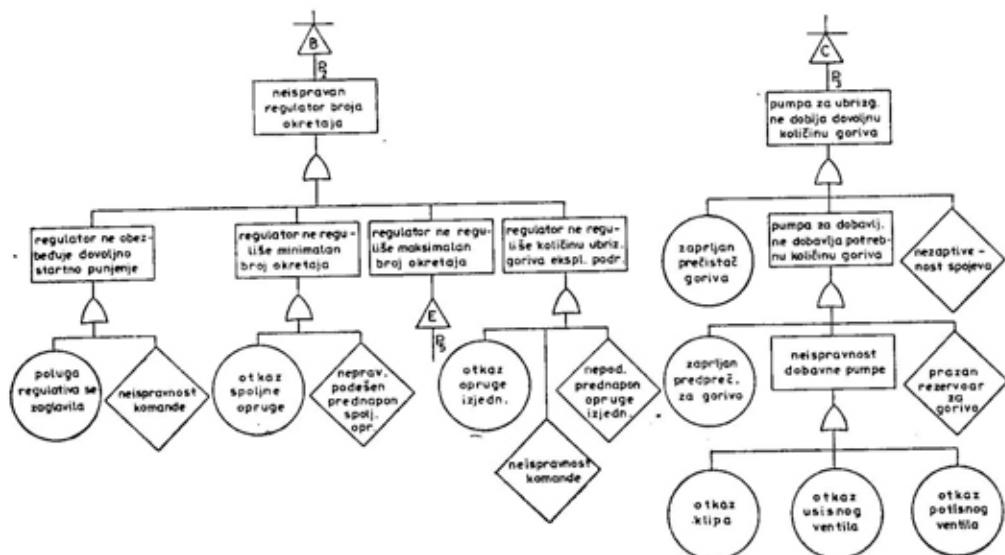 B
P₂
neispravan
regulator broja
okretaja
regulator ne obez-
beđuje dovoljno
startno punjenje
regulator ne regu-
liše minimalan
broj okretaja
regulator ne regu-
liše maksimalan
broj okretaja
regulator ne regu-
liše količinu ubriz.
goriva ekspl. podr.
E
P₅
poluga
regulativa se
zaglavila
neispravnost
komande
otkaz
spoljne
opruge
neprav.
podešen
prednapon
spolj.
opr.
otkaz
opruge
izjedn.
neispravnost
komande
nepod.
prednapon
opruge
izjedn.
C
P₃
pumpa za ubrizg.
ne dobija dovoljnu
količinu goriva
zaprljan
prečistač
goriva
pumpa za dobavlj.
ne dobavlja potreb-
nu količinu goriva
nezaptive-
nost spojeva
zaprljan
predpreč.
za gorivo
neispravnost
dobavne pumpe
prazan
rezervoar
za
gorivo
otkaz
klipa
otkaz
usisnog
ventila
otkaz
potisnog
ventila